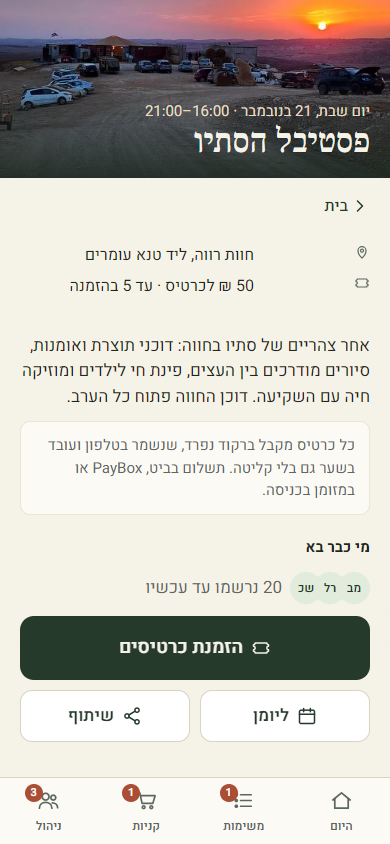 יום שבת, 21 בנובמבר · 16:00–21:00
פסטיבל הסתיו
בית
חוות רווה, ליד טנא עומרים
50 ₪ לכרטיס · עד 5 בהזמנה
אחר צהריים של סתיו בחווה: דוכני תוצרת ואומנות,
סיורים מודרכים בין העצים, פינת חי לילדים ומוזיקה
חיה עם השקיעה. דוכן החווה פתוח כל הערב.
כל כרטיס מקבל ברקוד נפרד, שנשמר בטלפון ועובד
בשער גם בלי קליטה. תשלום בביט, PayBox או
במזומן בכניסה.
מי כבר בא
מב רל שכ 20 נרשמו עד עכשיו
הזמנת כרטיסים
ליומן שיתוף
1 1 3
היום משימות קניות ניהול